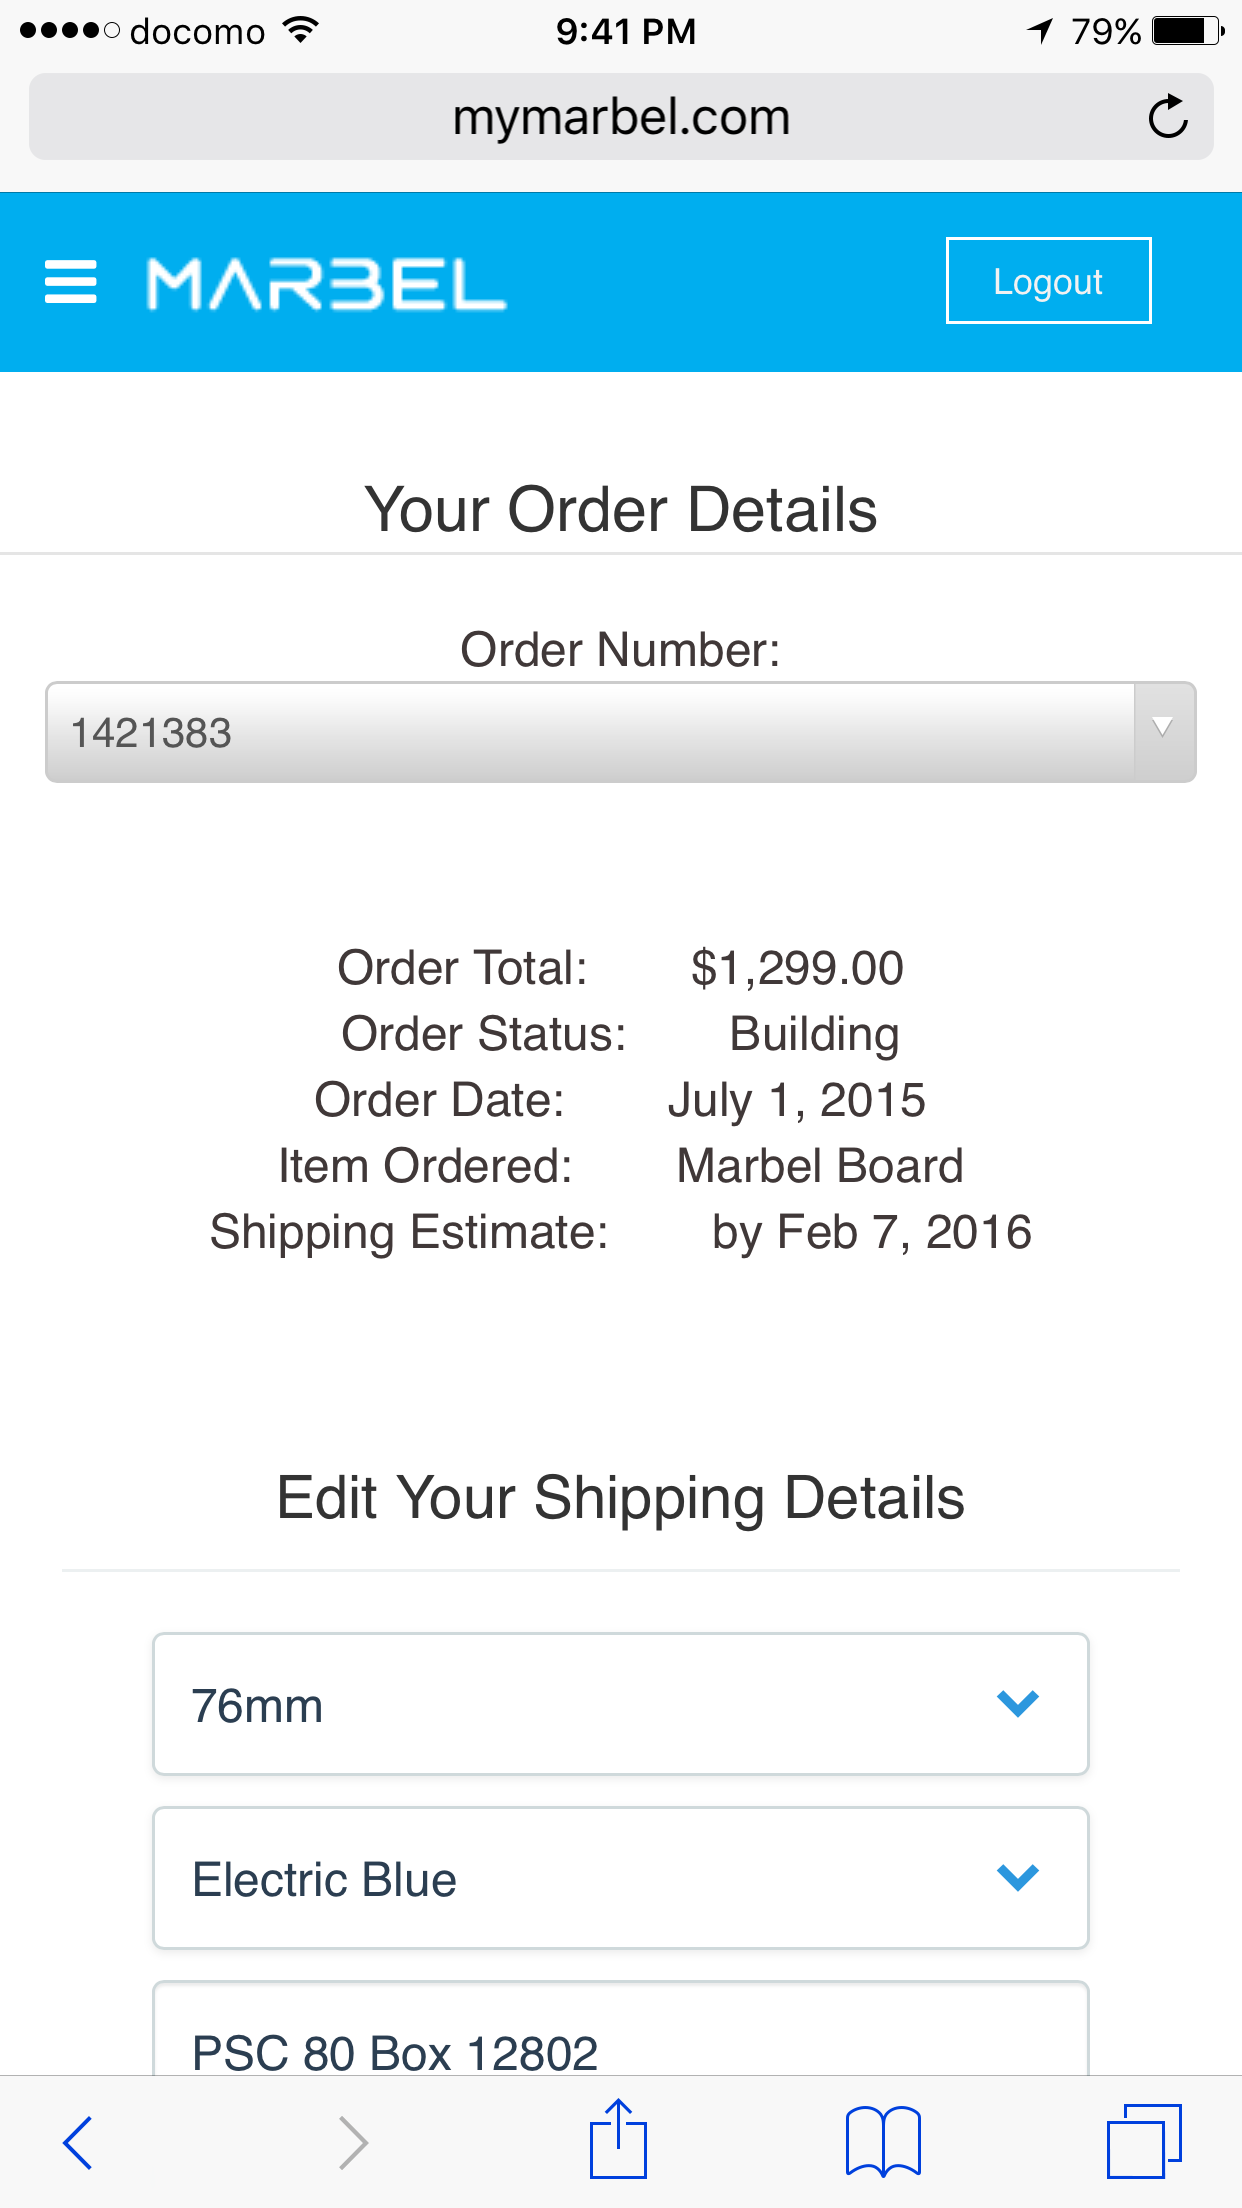 docomo 9:41 PM 79%
mymarbel.com
MARBEL Logout
Your Order Details
Order Number:
1421383
Order Total: $1,299.00
Order Status: Building
Order Date: July 1, 2015
Item Ordered: Marbel Board
Shipping Estimate: by Feb 7, 2016
Edit Your Shipping Details
76mm
Electric Blue
PSC 80 Box 12802